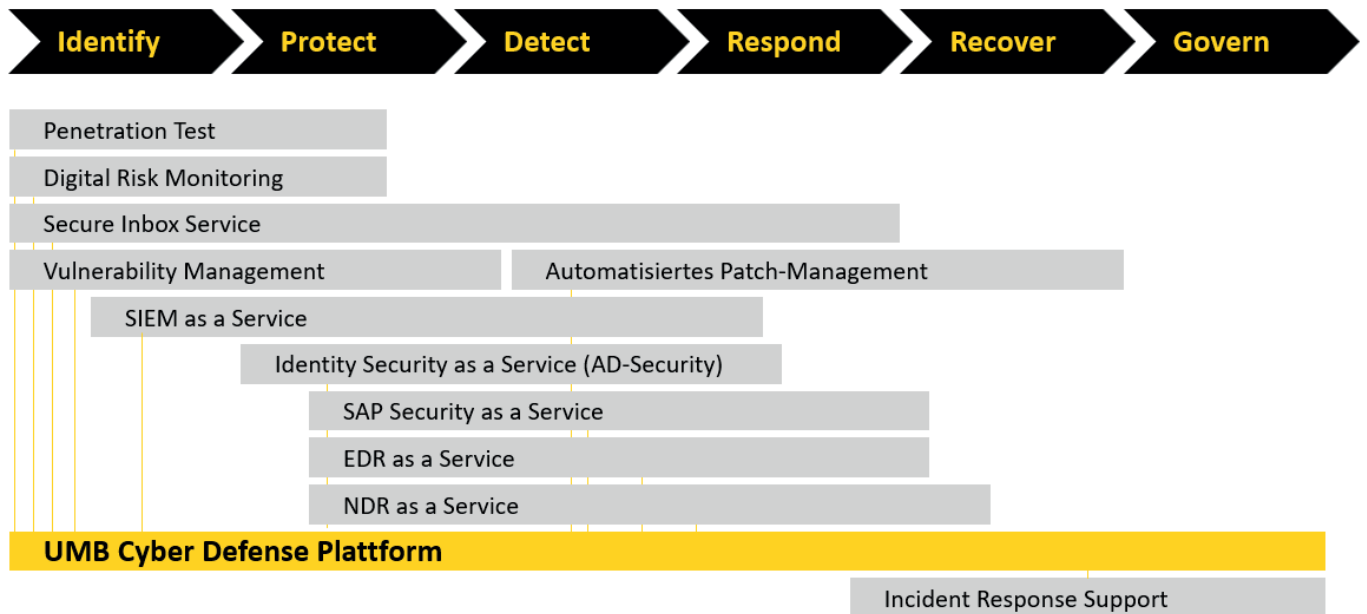 Identify
Protect
Detect
Respond
Recover
Govern
Penetration Test
Digital Risk Monitoring
Secure Inbox Service
Vulnerability Management
Automatisiertes Patch-Management
SIEM as a Service
Identity Security as a Service (AD-Security)
SAP Security as a Service
EDR as a Service
NDR as a Service
UMB Cyber Defense Plattform
Incident Response Support